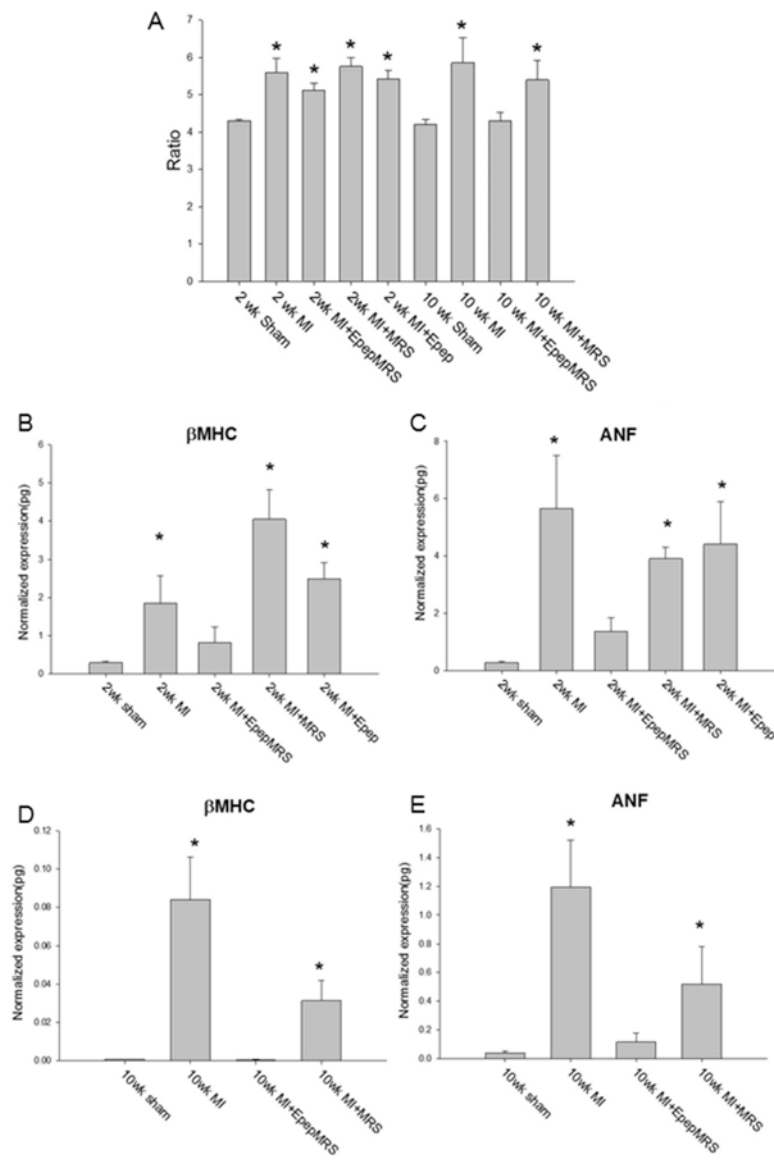 A
Ratio
7
6
5
4
3
2
1
0
*
*
*
*
*
*
2 wk Sham
2 wk MI
2wk MI+EpepMRS
2wk MI+MRS
2 wk MI+Epep
10 wk Sham
10 wk MI
10 wk MI+EpepMRS
10 wk MI+MRS
B
βMHC
Normalized expression(pg)
6
5
4
3
2
1
0
*
*
*
2wk sham
2wk MI
2wk MI+EpepMRS
2wk MI+MRS
2wk MI+Epep
C
ANF
Normalized expression(pg)
8
6
4
2
0
*
*
*
2wk sham
2wk MI
2wk MI+EpepMRS
2wk MI+MRS
2wk MI+Epep
D
βMHC
Normalized expression(pg)
0.12
0.10
0.08
0.06
0.04
0.02
0.00
*
*
10wk sham
10wk MI
10wk MI+EpepMRS
10wk MI+MRS
E
ANF
Normalized expression(pg)
1.6
1.4
1.2
1.0
0.8
0.6
0.4
0.2
0.0
*
*
10wk sham
10wk MI
10wk MI+EpepMRS
10wk MI+MRS